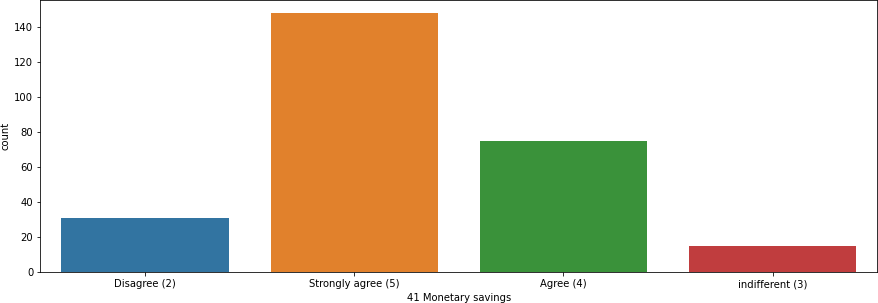 140
120
100
80
60
40
20
0
count
Disagree (2) Strongly agree (5) Agree (4) indifferent (3)
41 Monetary savings